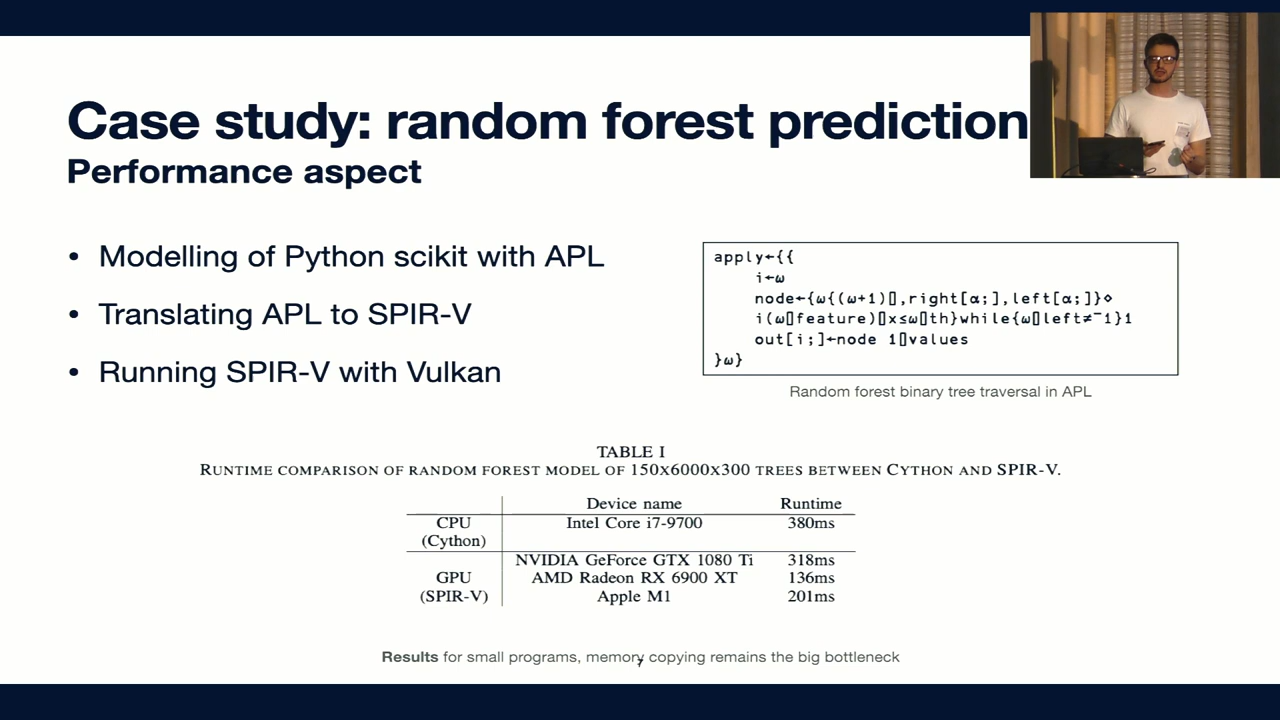 Case study: random forest prediction
Performance aspect
• Modelling of Python scikit with APL
• Translating APL to SPIR-V
• Running SPIR-V with Vulkan
apply←{{
i←⍵
node←{⍵{(⍵+1)⌷,right[⍺;],left[⍺;]}⋄
i(⍵⌷feature)⌷x≤⍵⌷th}while{⍵⌷left≠¯1}1
out[i;]←node 1⌷values
}⍵}
Random forest binary tree traversal in APL
TABLE I
RUNTIME COMPARISON OF RANDOM FOREST MODEL OF 150X6000X300 TREES BETWEEN CYTHON AND SPIR-V.
Device name Runtime
CPU Intel Core i7-9700 380ms
(Cython)
NVIDIA GeForce GTX 1080 Ti 318ms
GPU AMD Radeon RX 6900 XT 136ms
(SPIR-V) Apple M1 201ms
Results for small programs, memory copying remains the big bottleneck
7